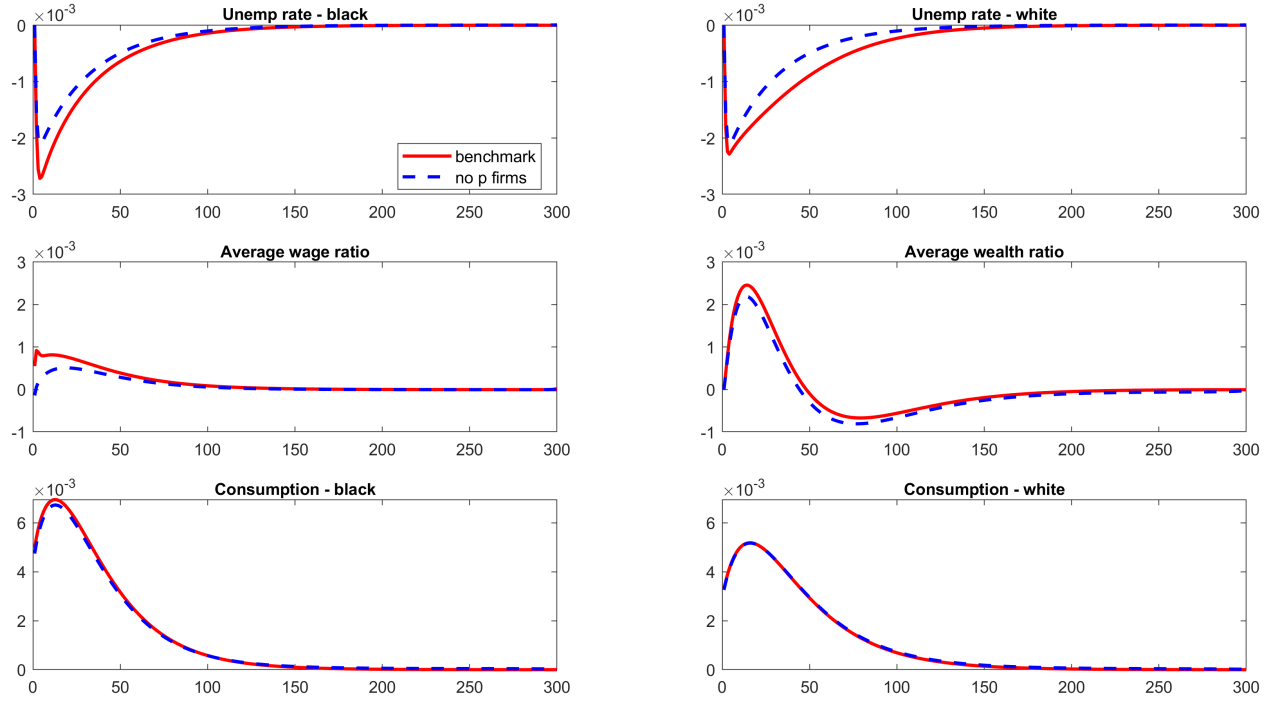 Unemp rate - black
×10⁻³
0
-1
-2
-3
benchmark
no p firms
0 50 100 150 200 250 300
Unemp rate - white
×10⁻³
0
-1
-2
-3
0 50 100 150 200 250 300
Average wage ratio
×10⁻³
3
2
1
0
-1
0 50 100 150 200 250 300
Average wealth ratio
×10⁻³
3
2
1
0
-1
0 50 100 150 200 250 300
Consumption - black
×10⁻³
6
4
2
0
0 50 100 150 200 250 300
Consumption - white
×10⁻³
6
4
2
0
0 50 100 150 200 250 300